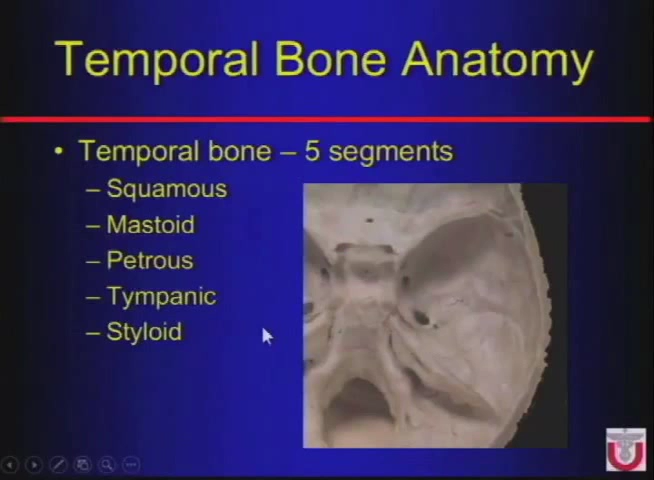 Temporal Bone Anatomy
• Temporal bone – 5 segments
– Squamous
– Mastoid
– Petrous
– Tympanic
– Styloid